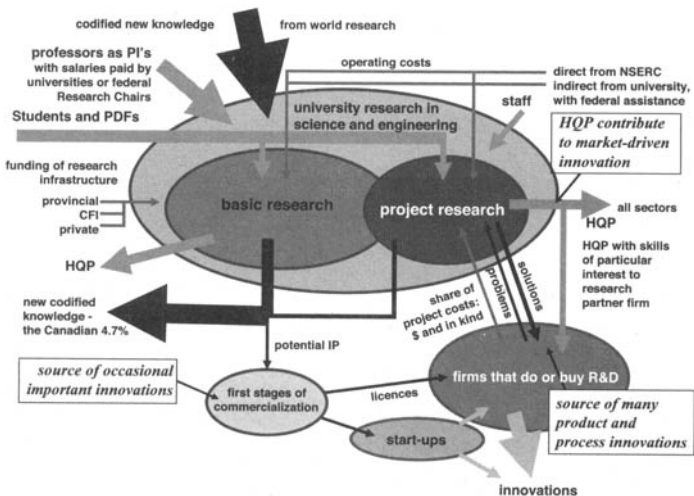 codified new knowledge
from world research
professors as PI's
with salaries paid by
universities or federal
Research Chairs
operating costs
direct from NSERC
indirect from university,
with federal assistance
Students and PDFs
university research in
science and engineering
staff
HQP contribute
to market-driven
innovation
funding of research
infrastructure
provincial
CFI
private
basic research
project research
all sectors
HQP
HQP
HQP with skills
of particular
interest to
research
partner firm
new codified
knowledge -
the Canadian 4.7%
share of
project costs:
$ and in kind
problems
solutions
potential IP
source of occasional
important innovations
first stages of
commercialization
licences
firms that do or buy R&D
source of many
product and
process innovations
start-ups
innovations